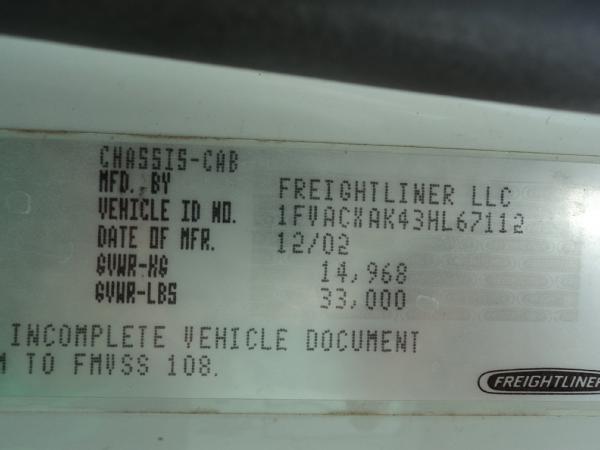 CHASSIS-CAB
MFD. BY FREIGHTLINER LLC
VEHICLE ID NO. 1FVACXAK43HL67112
DATE OF MFR. 12/02
GVWR-KG 14,968
GVWR-LBS 33,000
INCOMPLETE VEHICLE DOCUMENT
TO FMVSS 108.
FREIGHTLINER